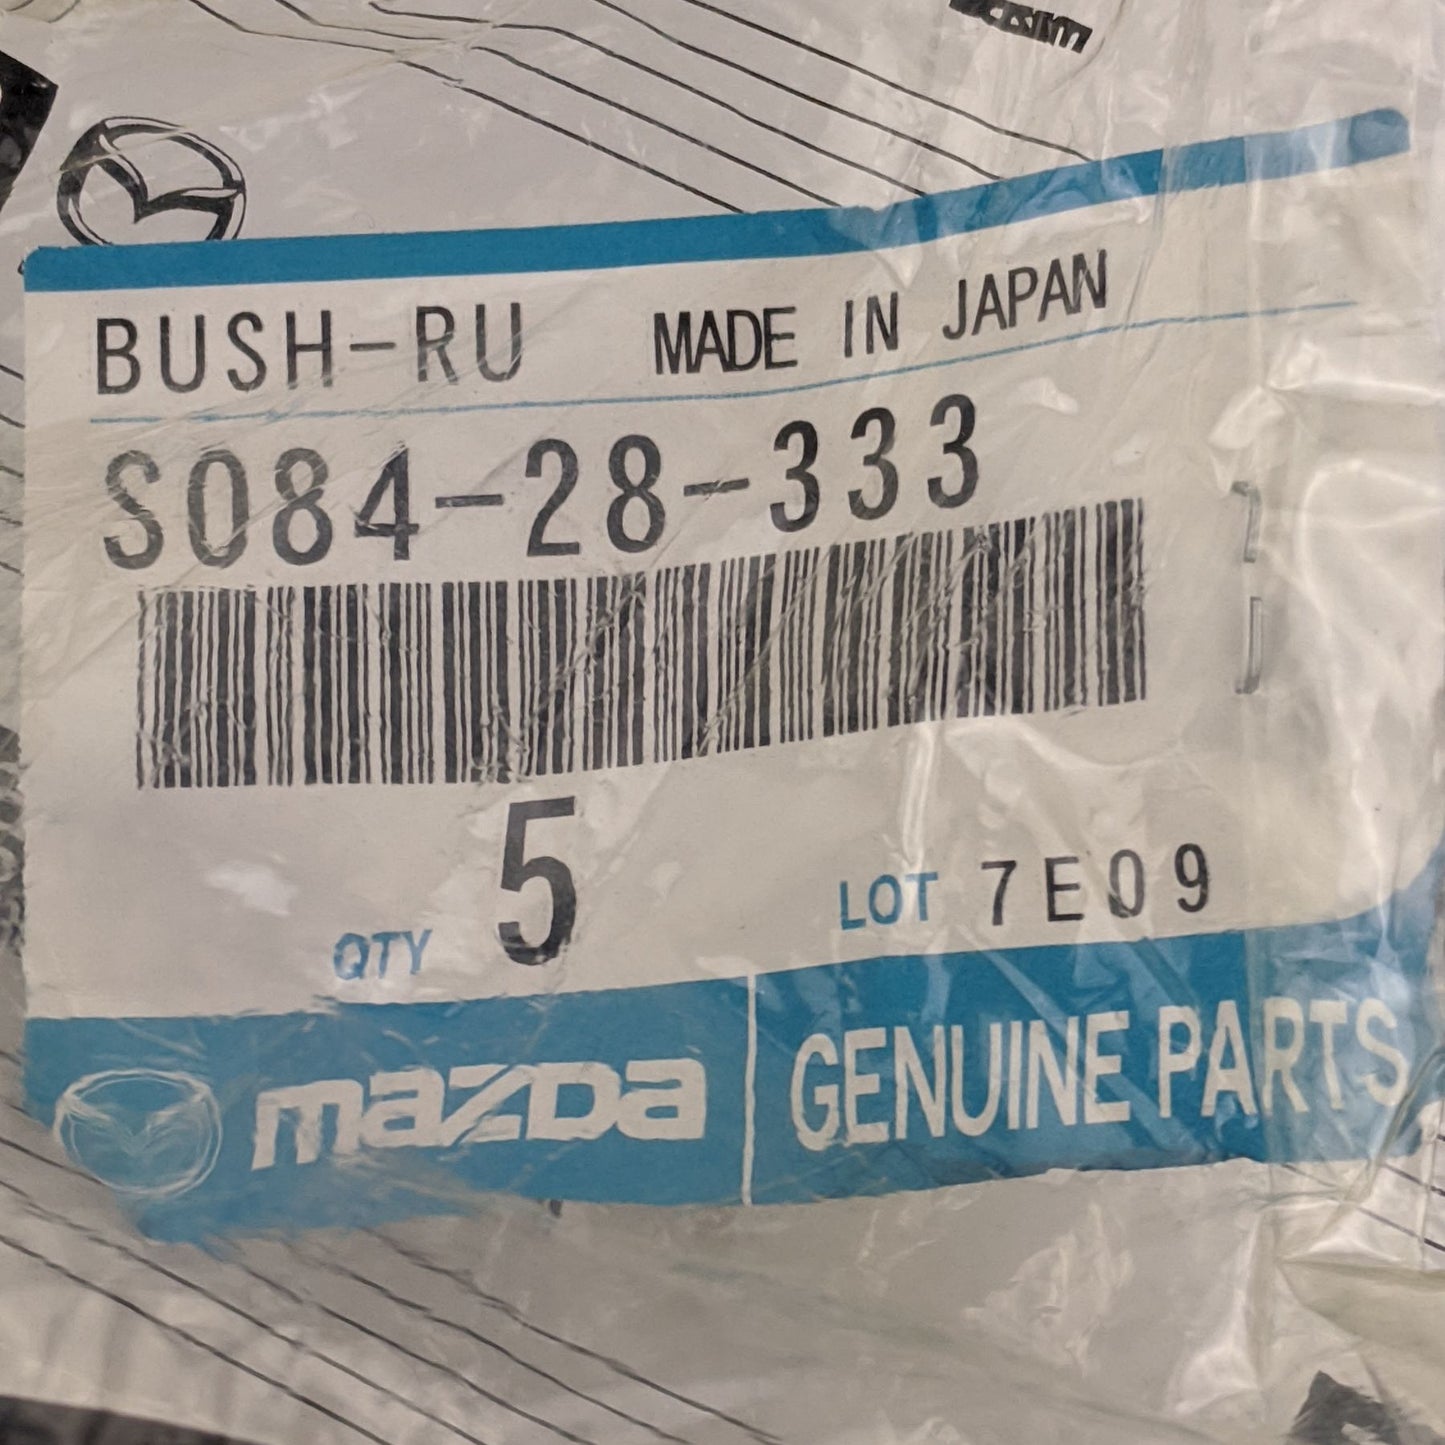 BUSH-RU MADE IN JAPAN
S084-28-333
QTY 5 LOT 7E09
mazda GENUINE PARTS